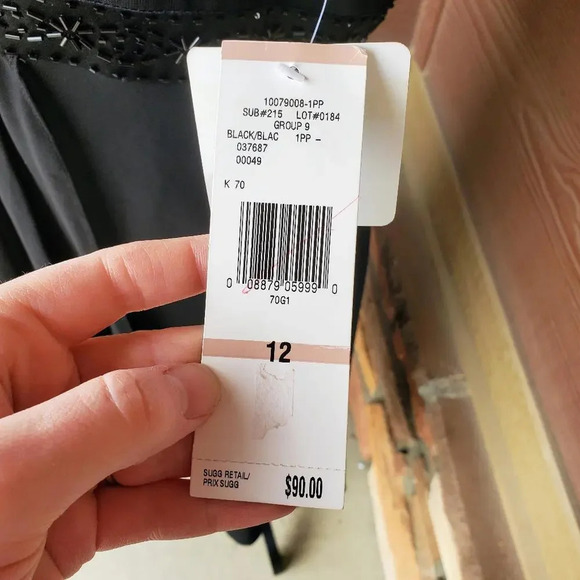 10079008-1PP
SUB#215 LOT#0184
GROUP 9
BLACK/BLAC 1PP -
037687
00049
K 70
0 08879 05999 0
70G1
12
SUGG RETAIL/
PRIX SUGG $90.00